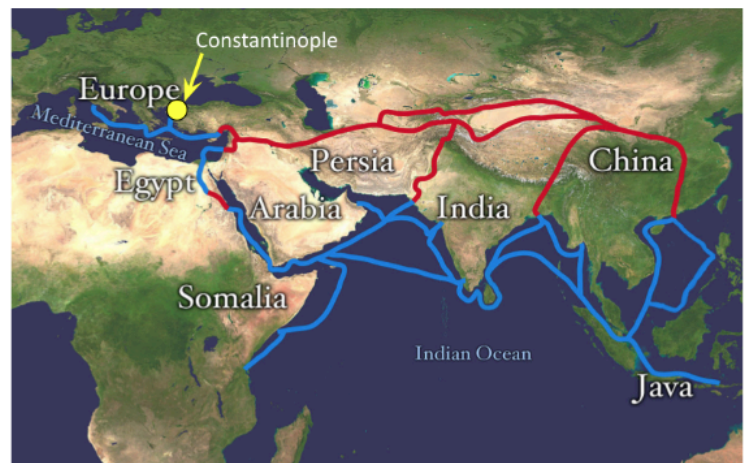 Constantinople
Europe
Mediterranean Sea
Persia
China
Egypt
Arabia
India
Somalia
Indian Ocean
Java